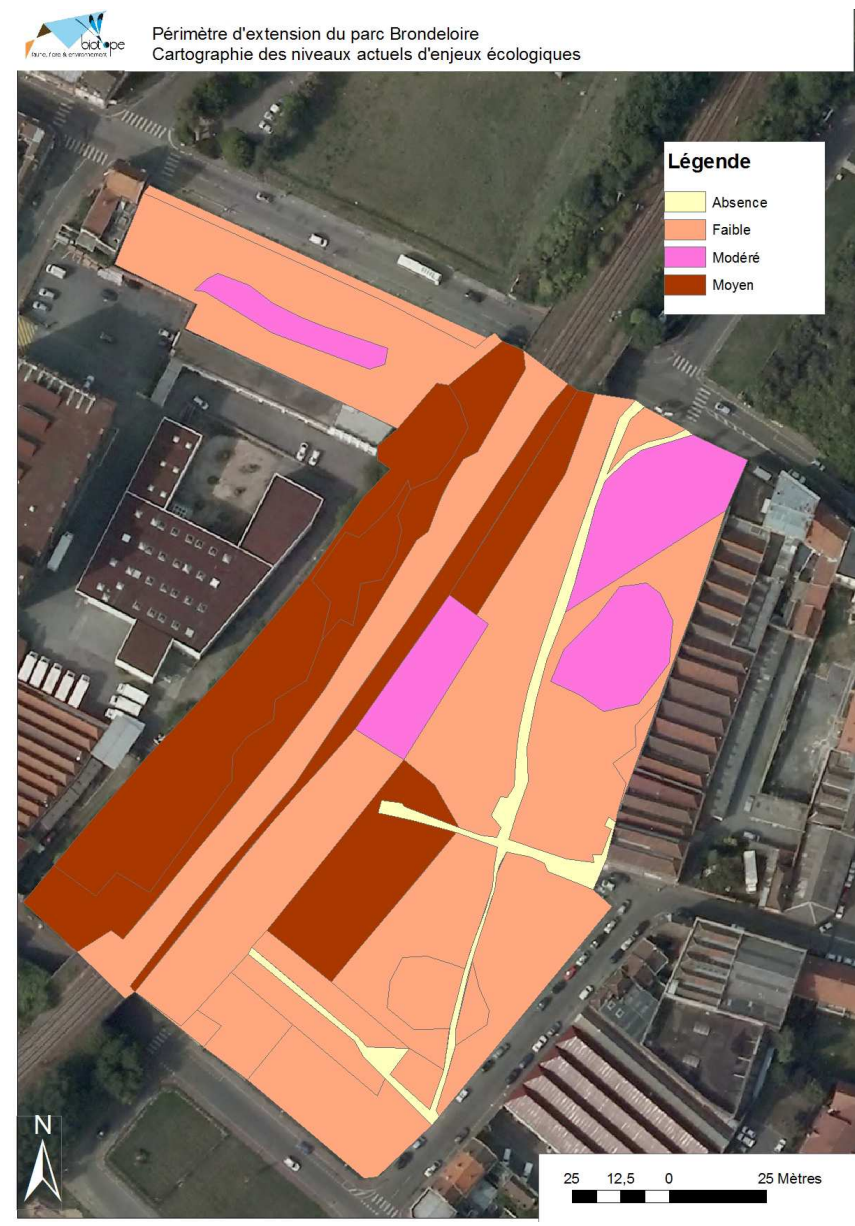 biotope
faune, flore & environnement
Périmètre d'extension du parc Brondeloire
Cartographie des niveaux actuels d'enjeux écologiques
Légende
Absence
Faible
Modéré
Moyen
N
25 12,5 0 25 Mètres